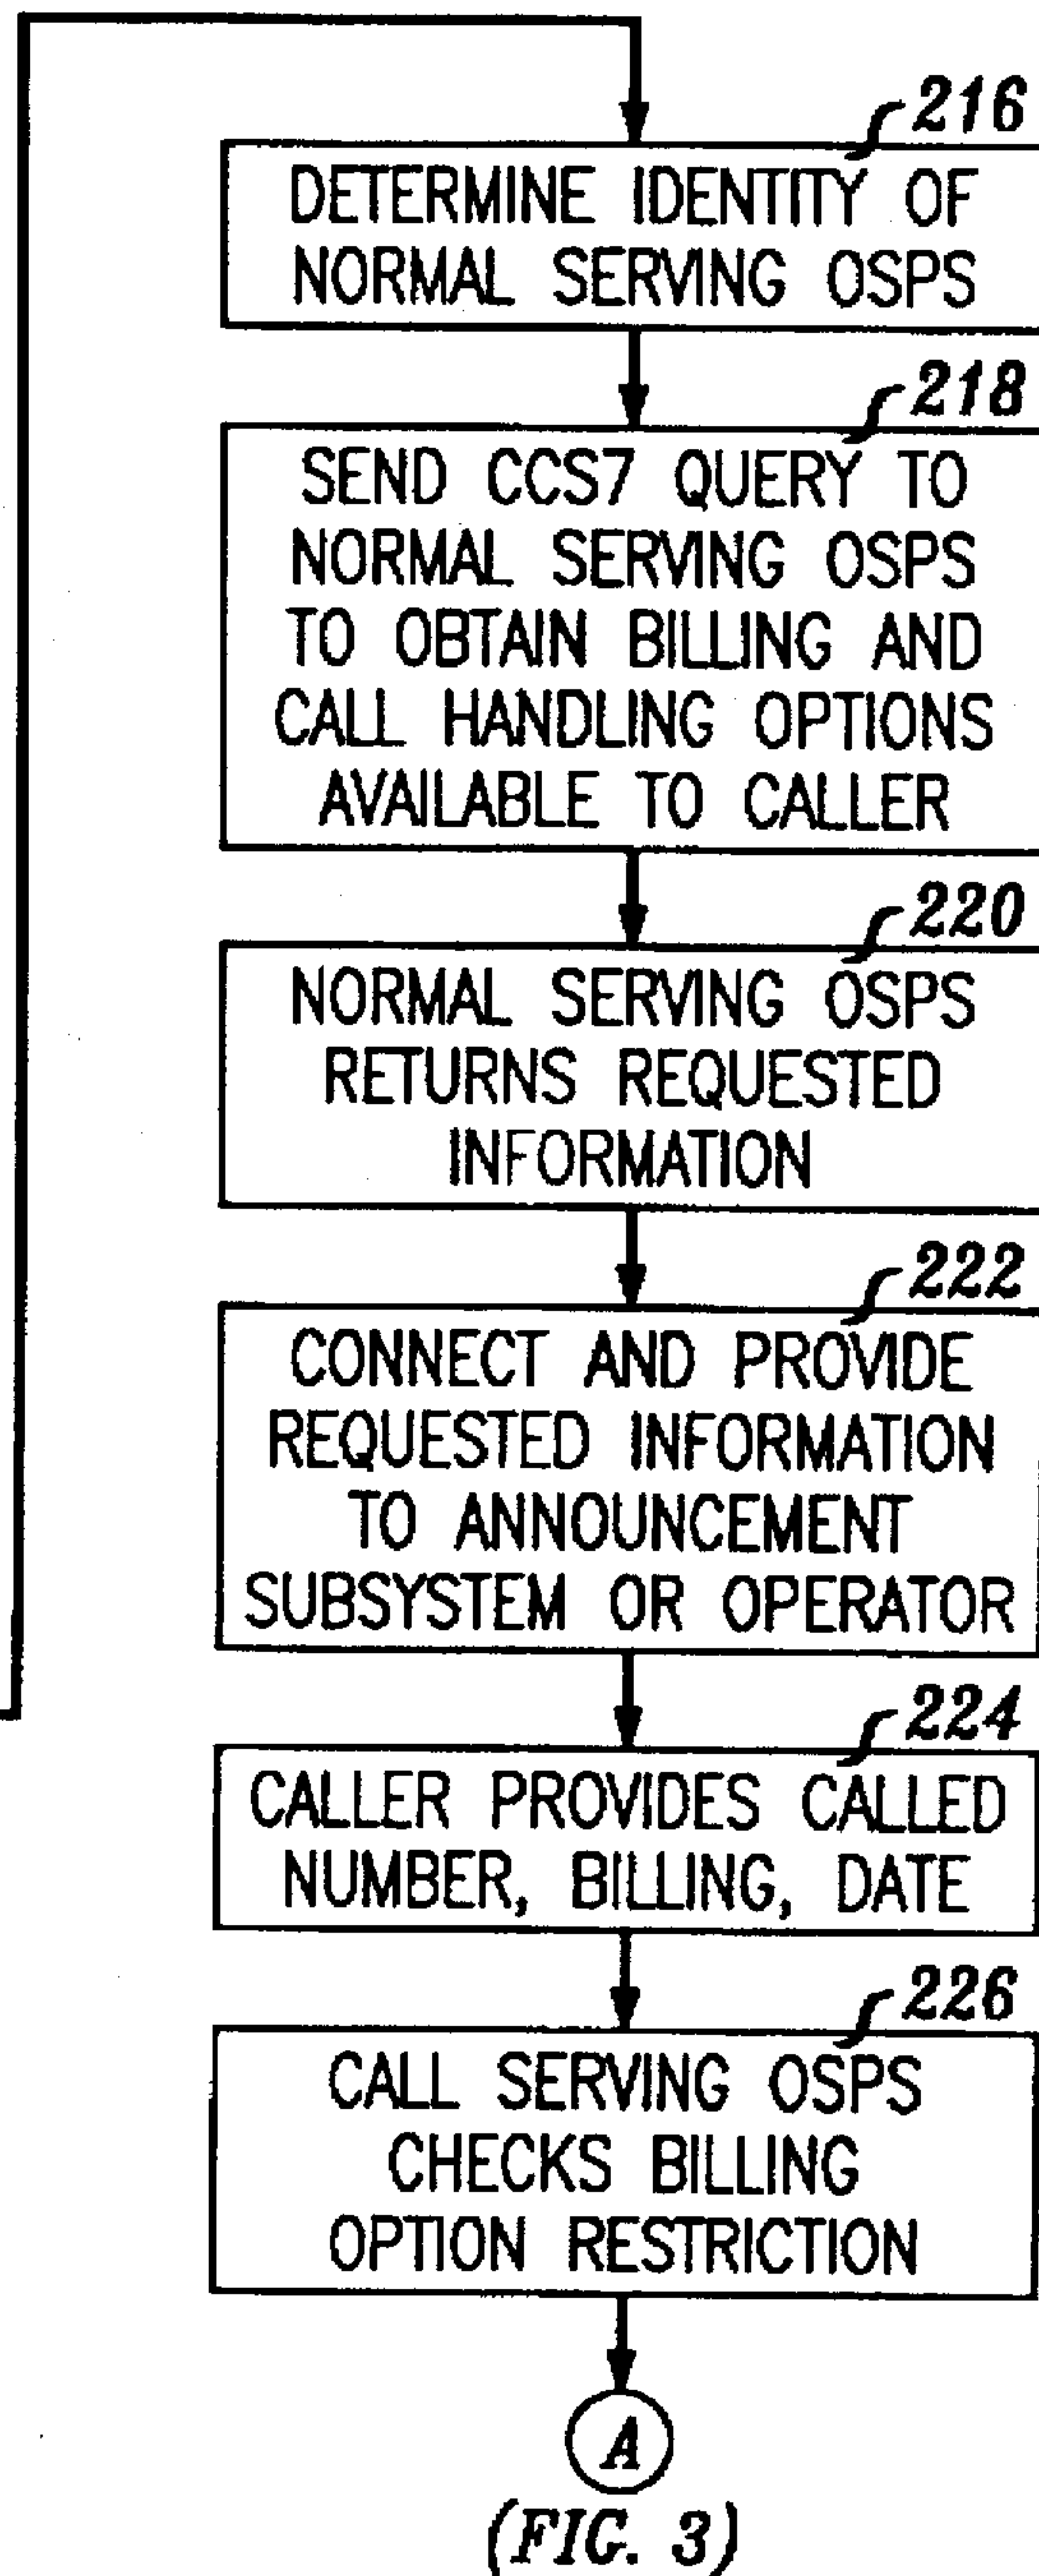 216
DETERMINE IDENTITY OF
NORMAL SERVING OSPS
218
SEND CCS7 QUERY TO
NORMAL SERVING OSPS
TO OBTAIN BILLING AND
CALL HANDLING OPTIONS
AVAILABLE TO CALLER
220
NORMAL SERVING OSPS
RETURNS REQUESTED
INFORMATION
222
CONNECT AND PROVIDE
REQUESTED INFORMATION
TO ANNOUNCEMENT
SUBSYSTEM OR OPERATOR
224
CALLER PROVIDES CALLED
NUMBER, BILLING, DATE
226
CALL SERVING OSPS
CHECKS BILLING
OPTION RESTRICTION
A
(FIG. 3)